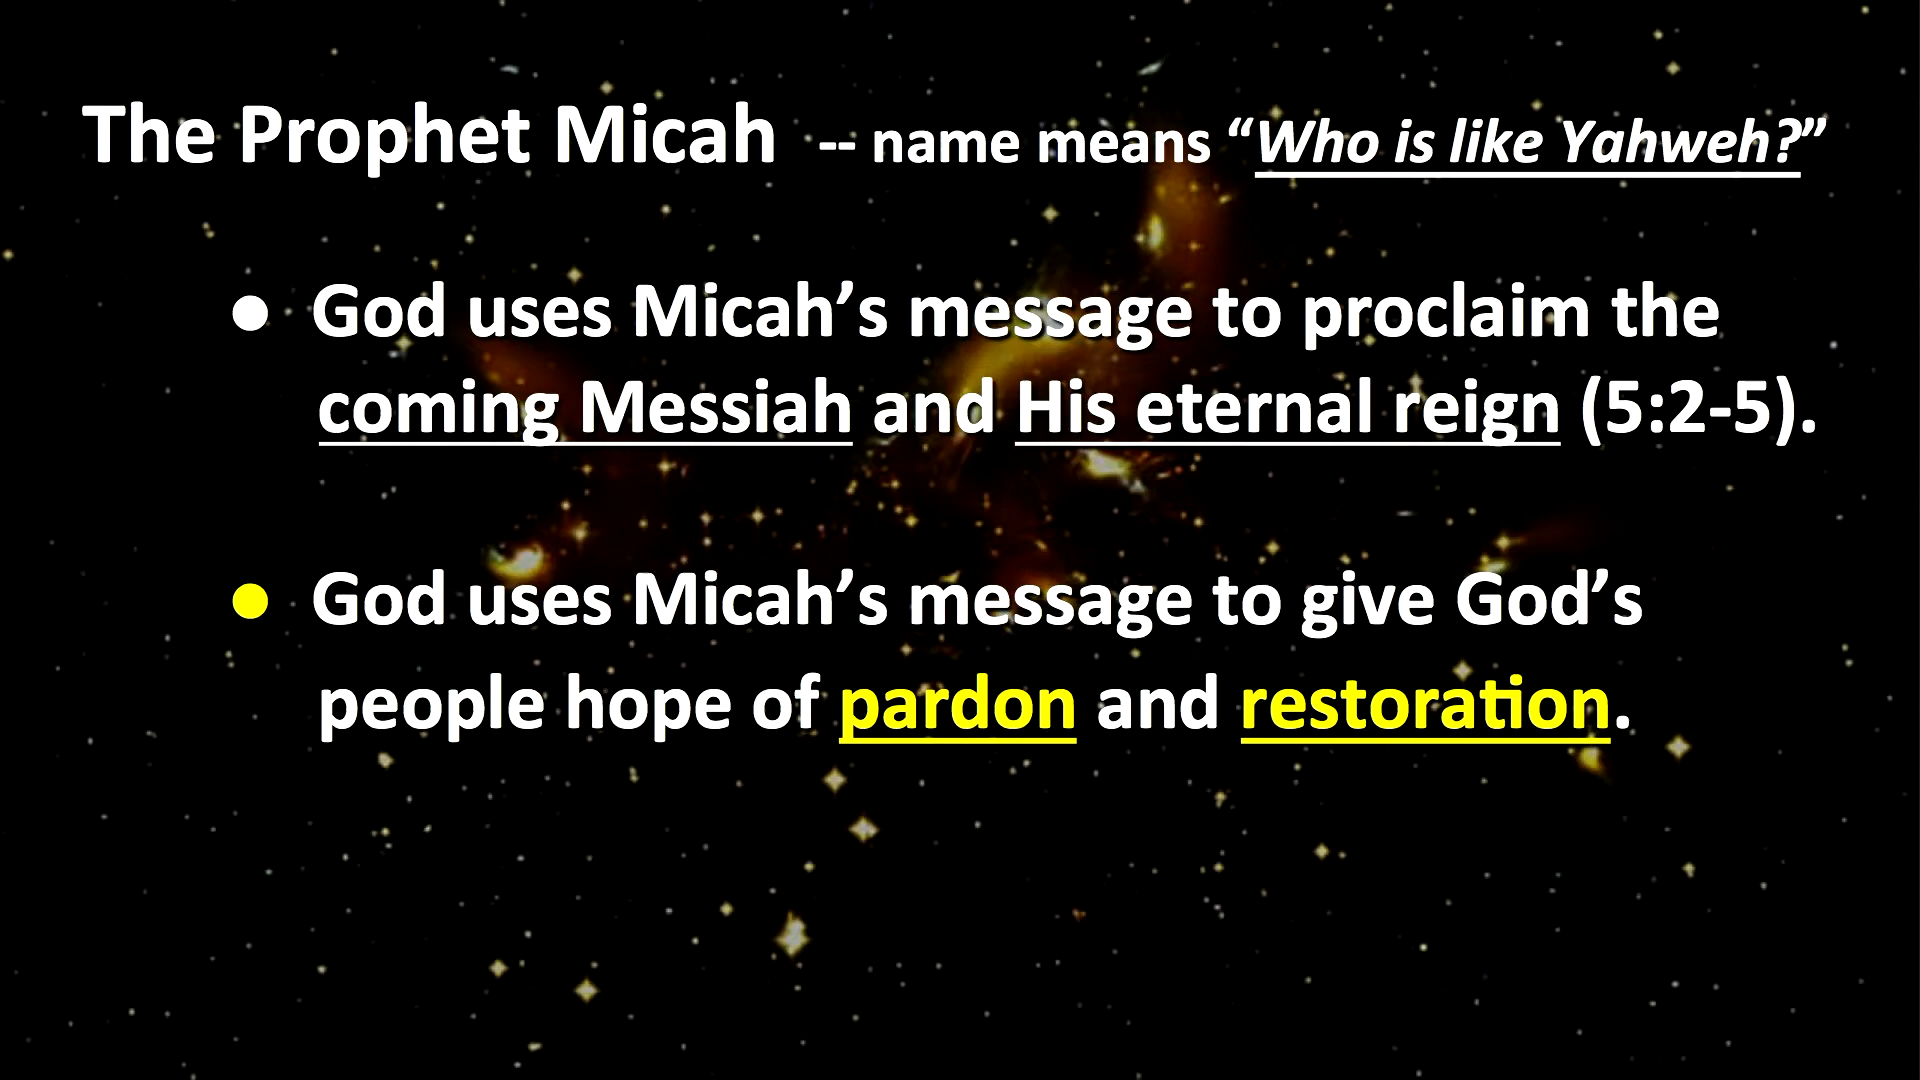 The Prophet Micah -- name means “Who is like Yahweh?”
● God uses Micah’s message to proclaim the
coming Messiah and His eternal reign (5:2-5).
● God uses Micah’s message to give God’s
people hope of pardon and restoration.